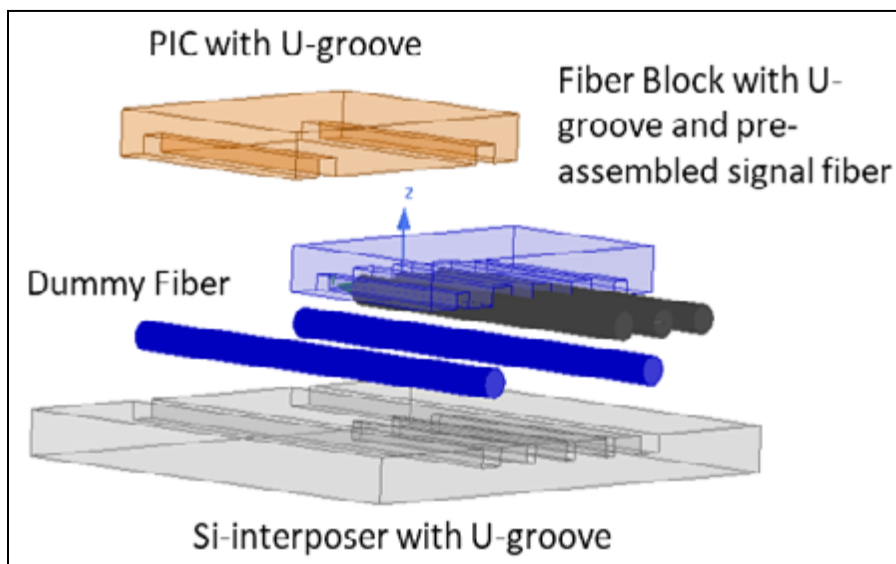 PIC with U-groove
Fiber Block with U-
groove and pre-
assembled signal fiber
z
Dummy Fiber
Si-interposer with U-groove